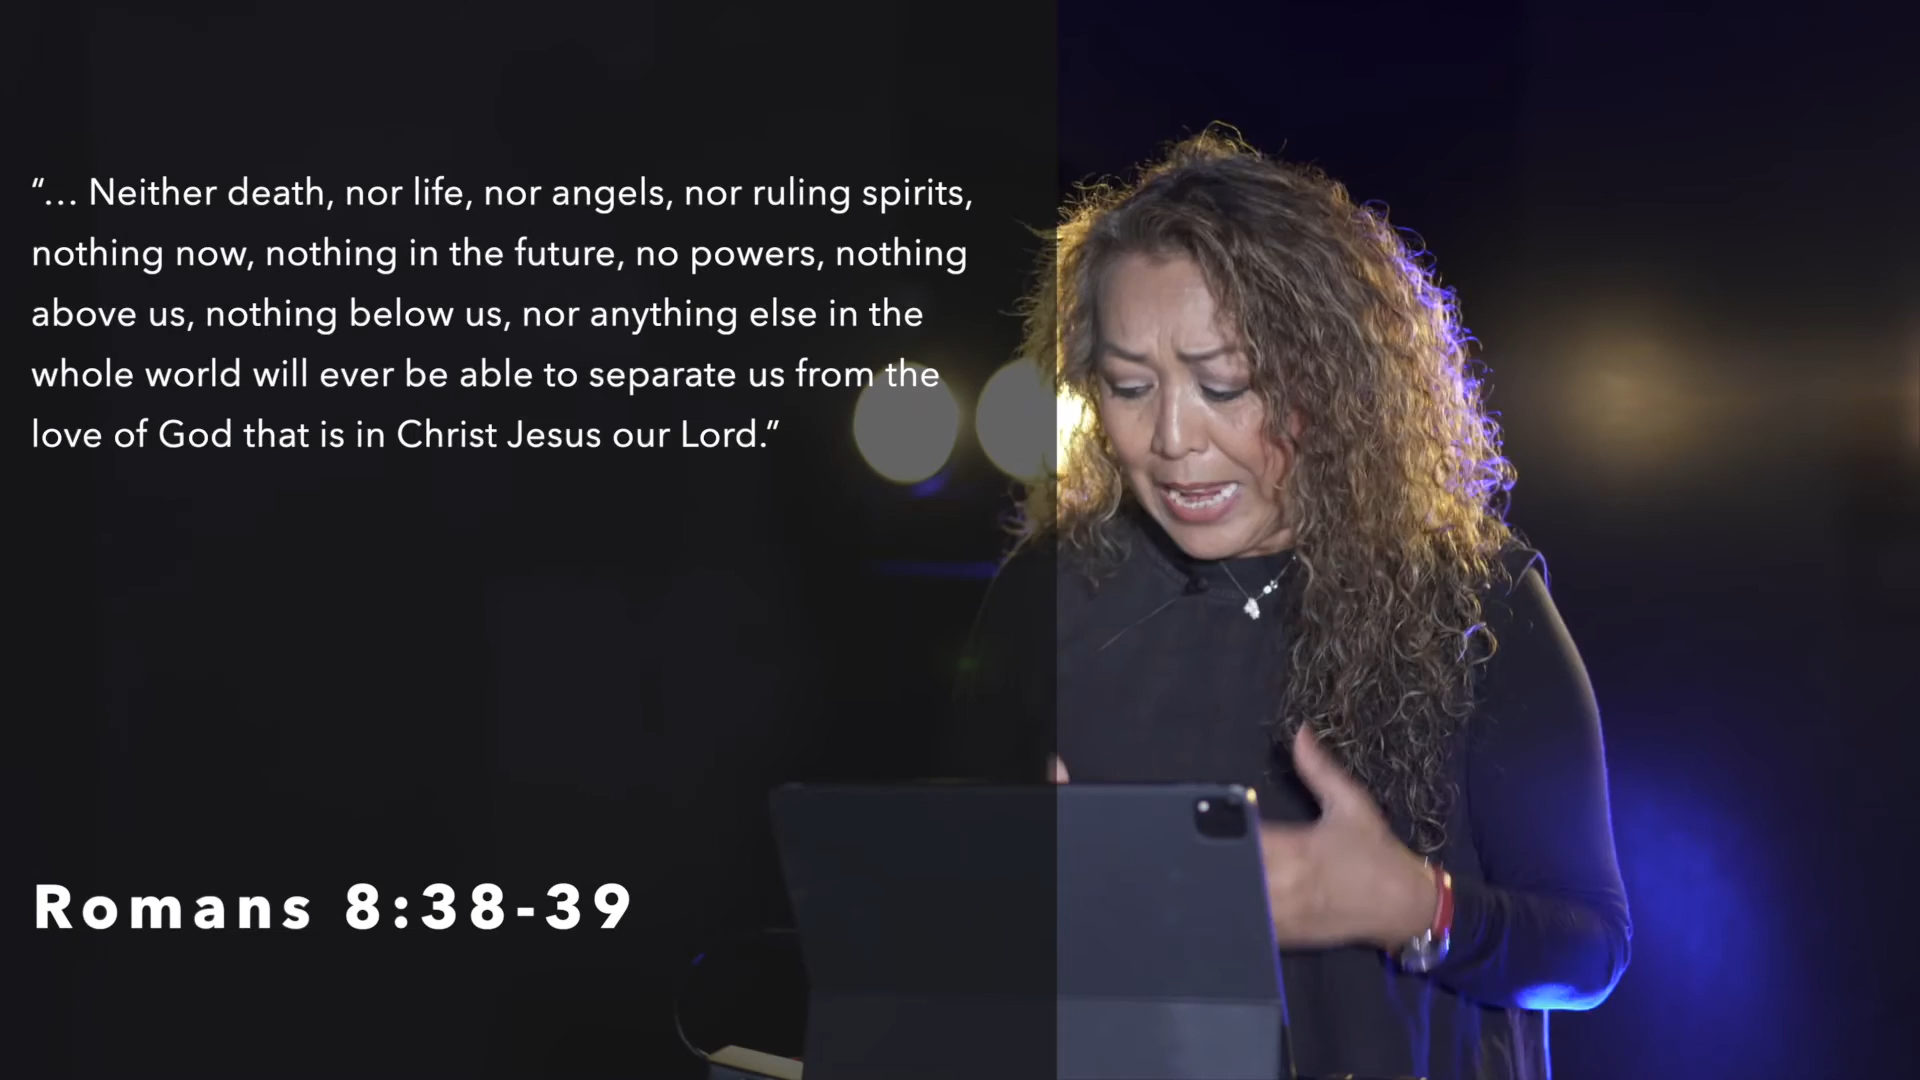 “… Neither death, nor life, nor angels, nor ruling spirits,
nothing now, nothing in the future, no powers, nothing
above us, nothing below us, nor anything else in the
whole world will ever be able to separate us from the
love of God that is in Christ Jesus our Lord.”
Romans 8:38-39